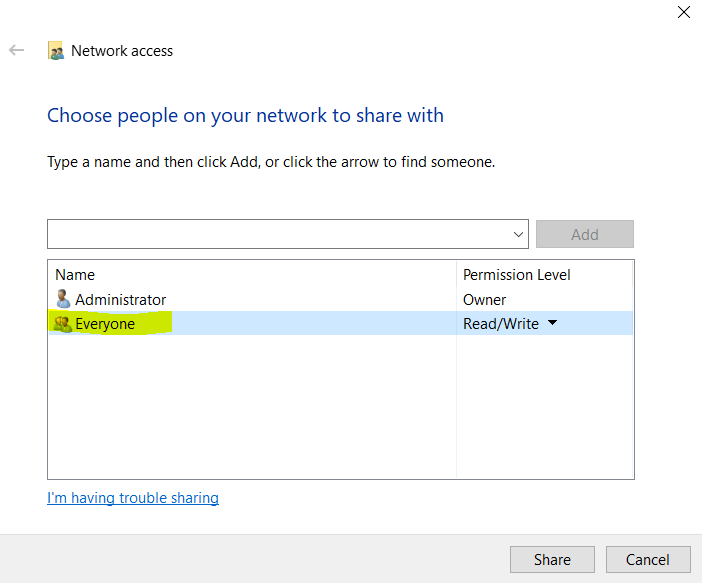 Network access
Choose people on your network to share with
Type a name and then click Add, or click the arrow to find someone.
Add
Name Permission Level
Administrator Owner
Everyone Read/Write
I'm having trouble sharing
Share Cancel